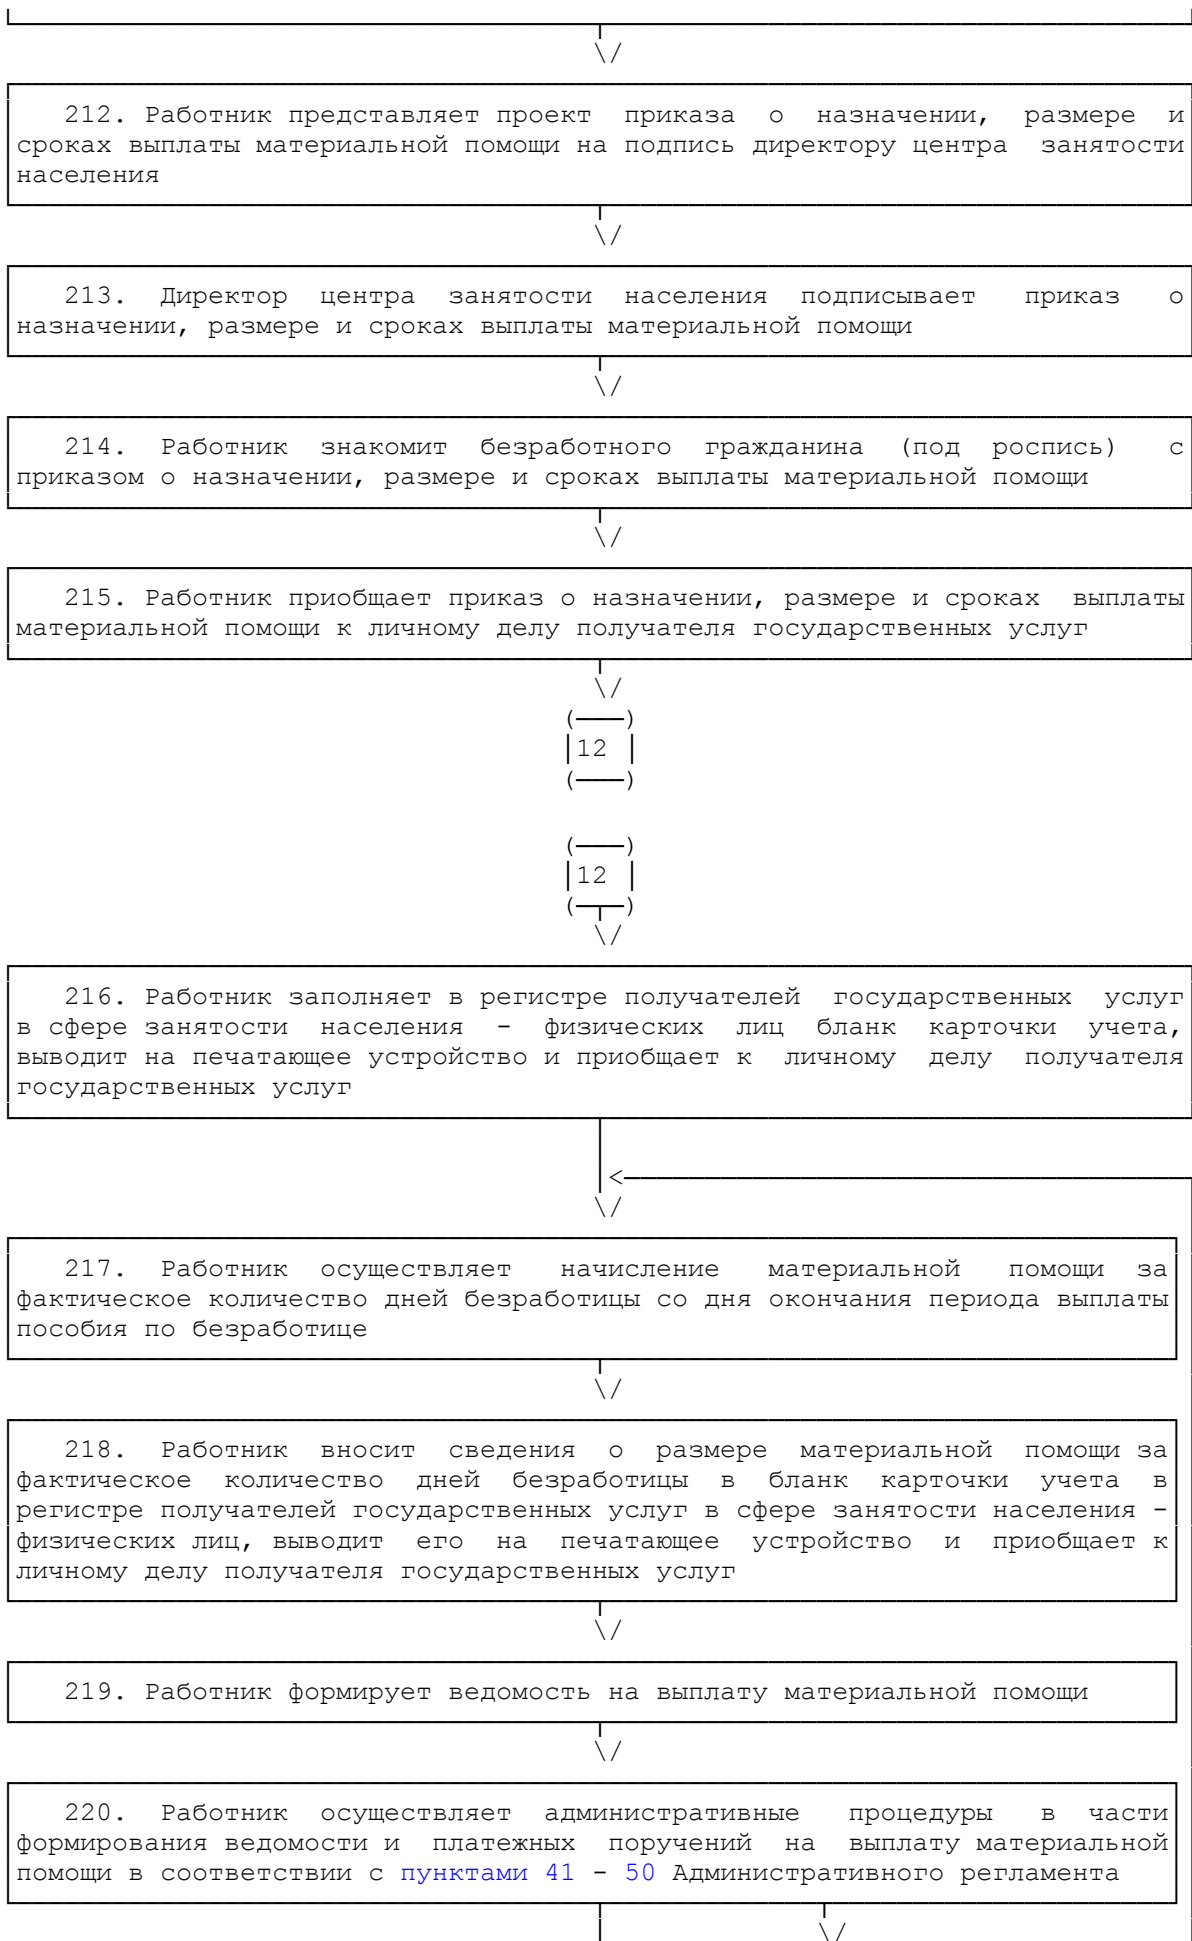 212. Работник представляет проект приказа о назначении, размере и
сроках выплаты материальной помощи на подпись директору центра занятости
населения
213. Директор центра занятости населения подписывает приказ о
назначении, размере и сроках выплаты материальной помощи
214. Работник знакомит безработного гражданина (под роспись) с
приказом о назначении, размере и сроках выплаты материальной помощи
215. Работник приобщает приказ о назначении, размере и сроках выплаты
материальной помощи к личному делу получателя государственных услуг
12
12
216. Работник заполняет в регистре получателей государственных услуг
в сфере занятости населения - физических лиц бланк карточки учета,
выводит на печатающее устройство и приобщает к личному делу получателя
государственных услуг
217. Работник осуществляет начисление материальной помощи за
фактическое количество дней безработицы со дня окончания периода выплаты
пособия по безработице
218. Работник вносит сведения о размере материальной помощи за
фактическое количество дней безработицы в бланк карточки учета в
регистре получателей государственных услуг в сфере занятости населения -
физических лиц, выводит его на печатающее устройство и приобщает к
личному делу получателя государственных услуг
219. Работник формирует ведомость на выплату материальной помощи
220. Работник осуществляет административные процедуры в части
формирования ведомости и платежных поручений на выплату материальной
помощи в соответствии с пунктами 41 - 50 Административного регламента